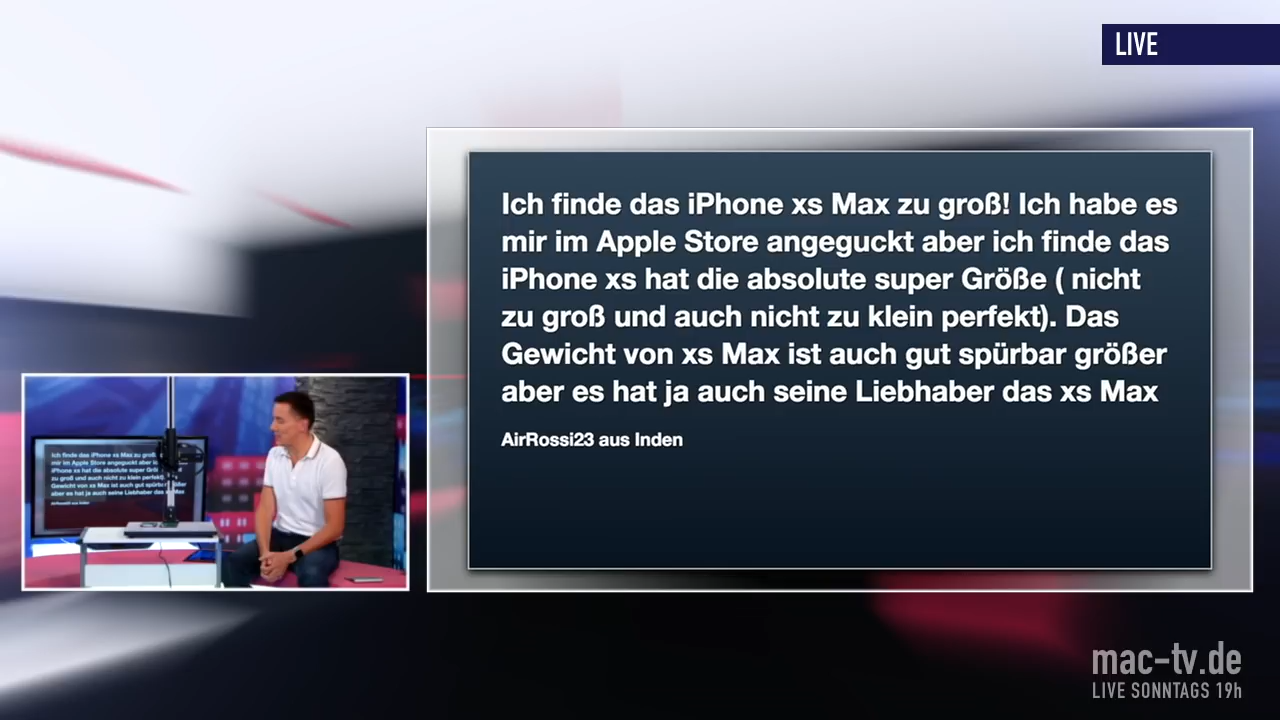 LIVE
Ich finde das iPhone xs Max zu groß! Ich habe es
mir im Apple Store angeguckt aber ich finde das
iPhone xs hat die absolute super Größe ( nicht
zu groß und auch nicht zu klein perfekt). Das
Gewicht von xs Max ist auch gut spürbar größer
aber es hat ja auch seine Liebhaber das xs Max
AirRossi23 aus Inden
mac-tv.de
LIVE SONNTAGS 19h